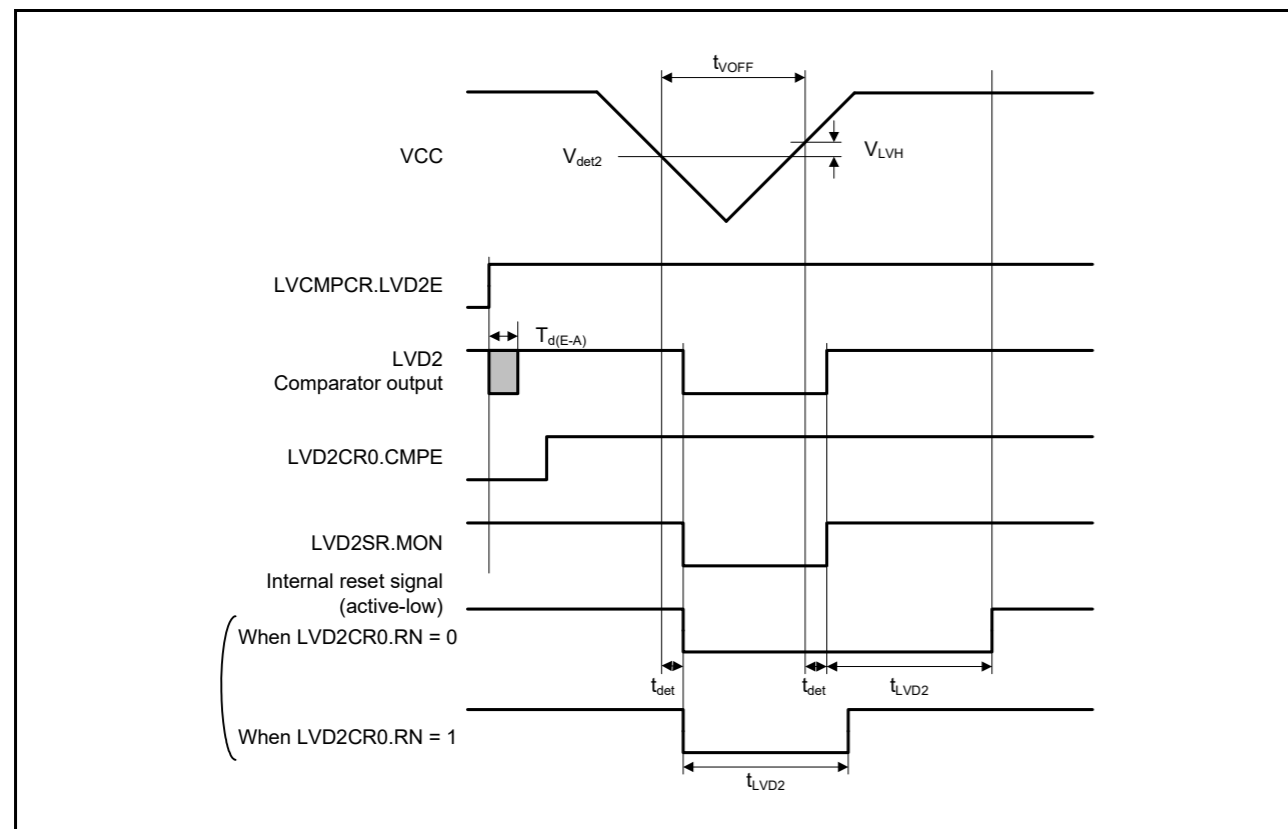 tVOFF
VCC
Vdet2
VLVH
LVCMPCR.LVD2E
Td(E-A)
LVD2
Comparator output
LVD2CR0.CMPE
LVD2SR.MON
Internal reset signal
(active-low)
When LVD2CR0.RN = 0
tdet
tdet
tLVD2
When LVD2CR0.RN = 1
tLVD2